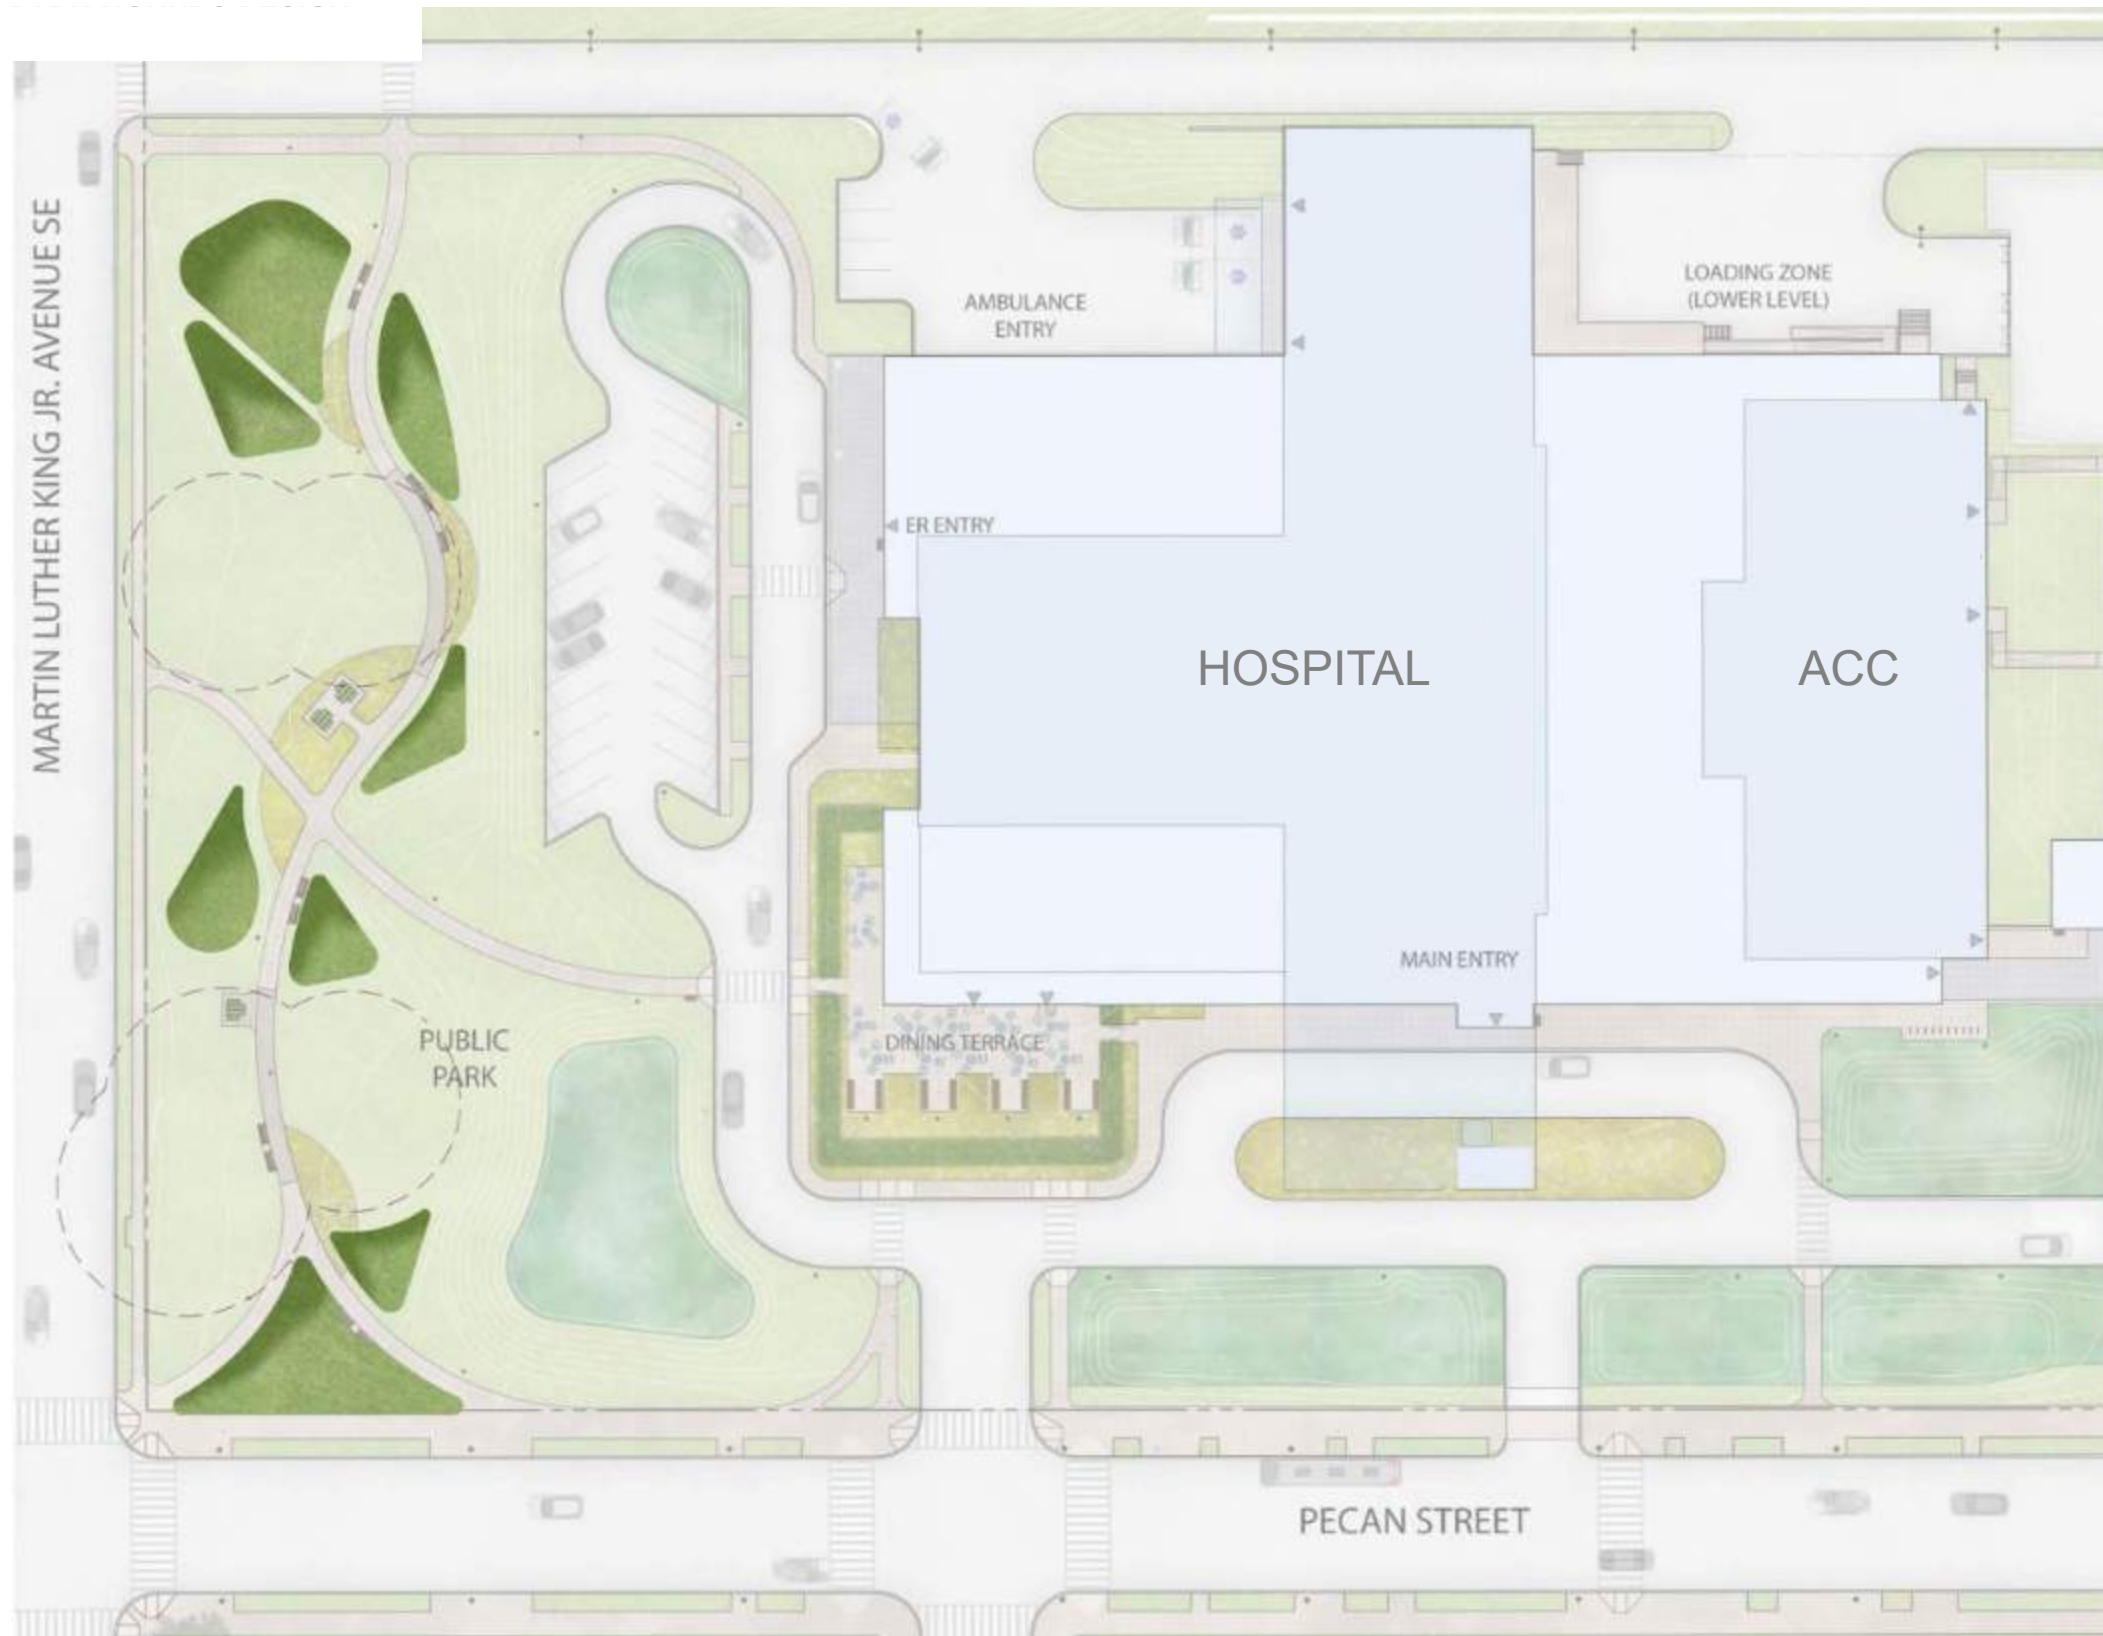 MARTIN LUTHER KING JR. AVENUE SE
AMBULANCE
ENTRY
LOADING ZONE
(LOWER LEVEL)
ER ENTRY
HOSPITAL
ACC
MAIN ENTRY
DINING TERRACE
PUBLIC
PARK
PECAN STREET